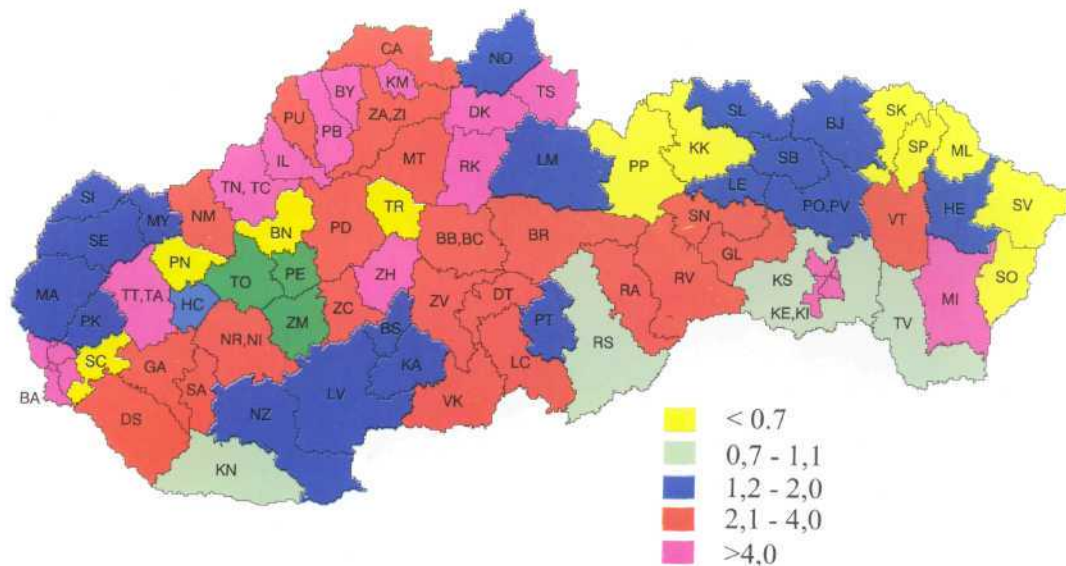 CA
NO
BY
KM
TS
PU
PB
ZA,ZI
DK
SL
BJ
SK
SP
ML
IL
MT
RK
LM
PP
KK
SB
TN, TC
LE
PO,PV
VT
HE
SV
SI
MY
SE
NM
BN
PD
TR
BB,BC
BR
SN
GL
PN
TO
PE
ZH
RV
KS
SO
MA
TT,TA
HC
ZC
ZV
DT
RA
KE,KI
MI
TV
PK
ZM
BS
PT
RS
NR,NI
SC
GA
KA
LC
BA
SA
LV
VK
DS
NZ
KN
< 0.7
0,7 - 1,1
1,2 - 2,0
2,1 - 4,0
>4,0